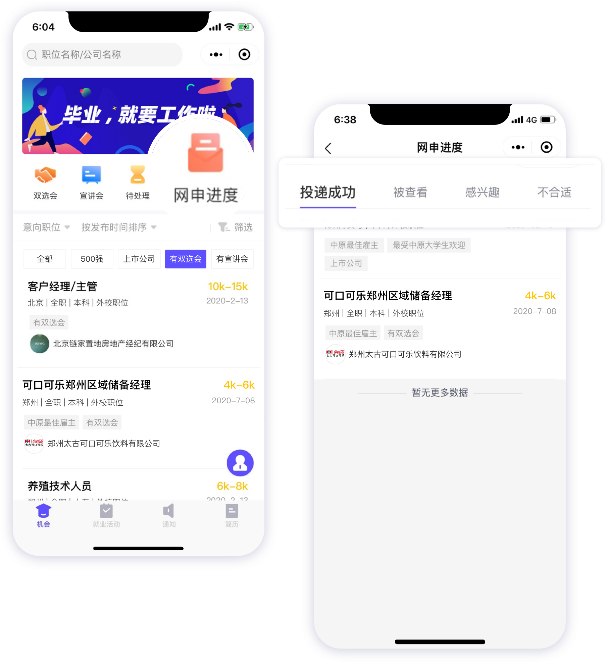 6:04
职位名称/公司名称
毕业，就要工作啦
双选会
宣讲会
待处理
网申进度
意向职位
按发布时间排序
筛选
全部
500强
上市公司
有双选会
有宣讲会
客户经理/主管
10k-15k
北京 | 全职 | 本科 | 外校职位
2020-2-13
有双选会
北京链家置地房地产经纪有限公司
可口可乐郑州区域储备经理
4k-6k
郑州 | 全职 | 本科 | 外校职位
2020-7-08
中原最佳雇主
有双选会
郑州太古可口可乐饮料有限公司
养殖技术人员
6k-8k
机会
就业活动
通知
简历
6:38
4G
网申进度
投递成功
被查看
感兴趣
不合适
中原最佳雇主
最受中原大学生欢迎
上市公司
可口可乐郑州区域储备经理
4k-6k
郑州 | 全职 | 本科 | 外校职位
2020-7-08
中原最佳雇主
有双选会
郑州太古可口可乐饮料有限公司
暂无更多数据